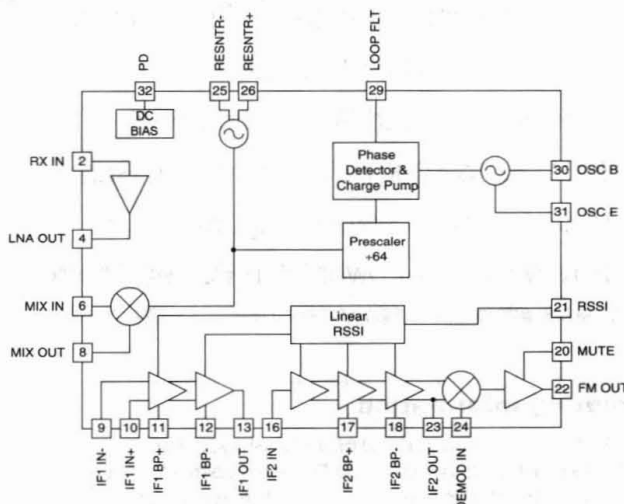 PD
RESNTR-
RESNTR+
LOOP FLT
32
25
26
29
DC
BIAS
RX IN
2
Phase
Detector &
Charge Pump
30
OSC B
31
OSC E
LNA OUT
4
Prescaler
÷64
MIX IN
6
Linear
RSSI
21
RSSI
MIX OUT
8
20
MUTE
22
FM OUT
9
10
11
12
13
16
17
18
23
24
IF1 IN-
IF1 IN+
IF1 BP+
IF1 BP-
IF1 OUT
IF2 IN
IF2 BP+
IF2 BP-
IF2 OUT
DEMOD IN